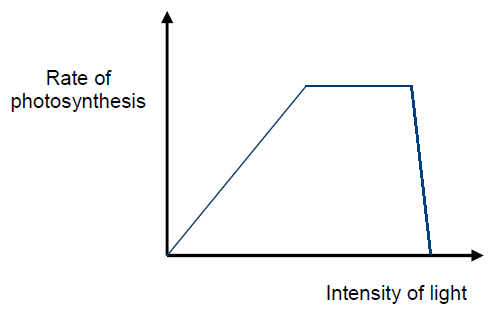 Rate of
photosynthesis
Intensity of light